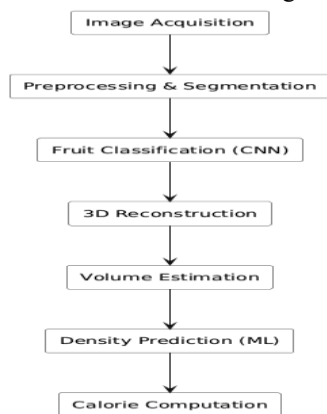 Image Acquisition
Preprocessing & Segmentation
Fruit Classification (CNN)
3D Reconstruction
Volume Estimation
Density Prediction (ML)
Calorie Computation